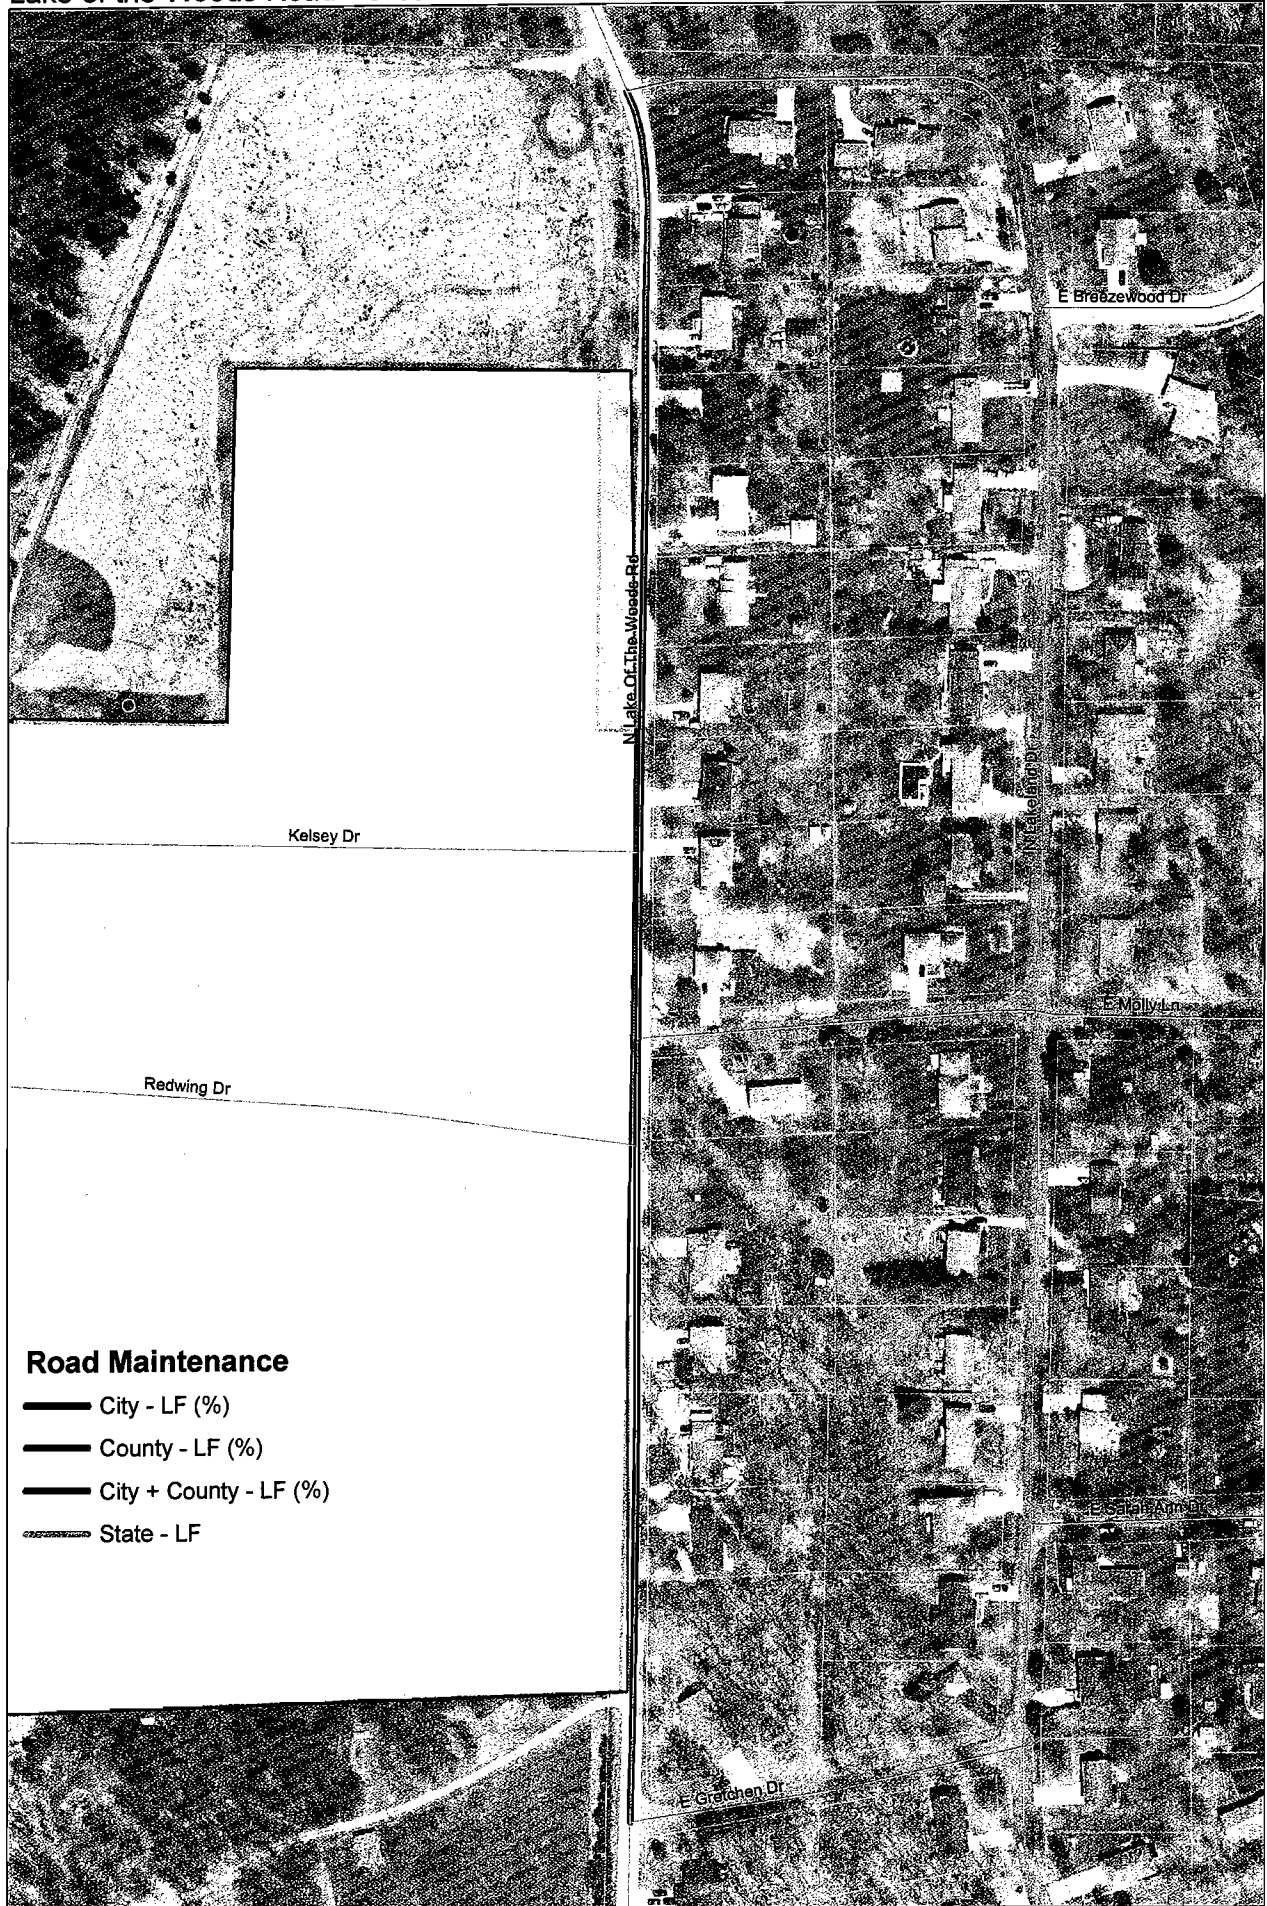 Lake of the Woods Road
E Breezewood Dr
N Lake Of The Woods Rd
N Lakeland Dr
Kelsey Dr
E Molly Ln
Redwing Dr
Road Maintenance
City - LF (%)
County - LF (%)
City + County - LF (%)
State - LF
E Sarah Ann Dr
E Gretchen Dr